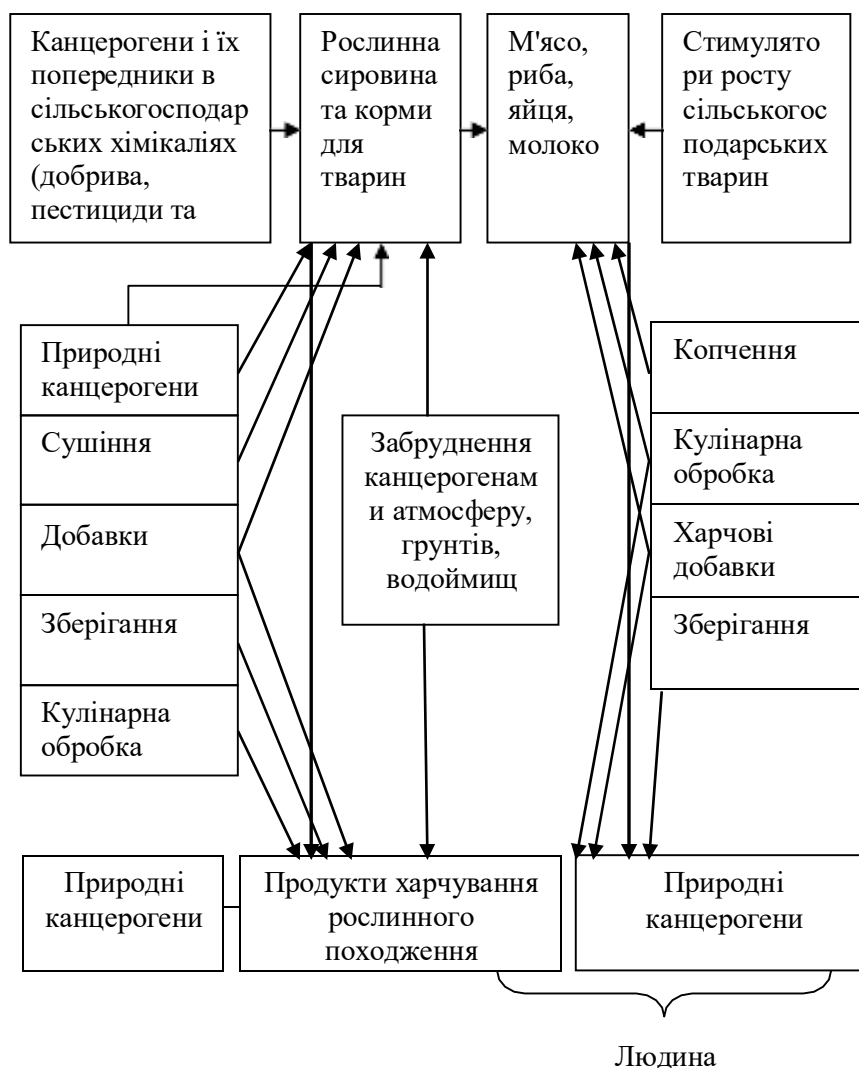 Канцерогени і їх
попередники в
сільськогосподар
ських хімікаліях
(добрива,
пестициди та
Рослинна
сировина
та корми
для
тварин
М'ясо,
риба,
яйця,
молоко
Стимулято
ри росту
сільськогос
подарських
тварин
Природні
канцерогени
Сушіння
Добавки
Зберігання
Кулінарна
обробка
Забруднення
канцерогенам
и атмосферу,
грунтів,
водоймищ
Копчення
Кулінарна
обробка
Харчові
добавки
Зберігання
Природні
канцерогени
Продукти харчування
рослинного
походження
Природні
канцерогени
Людина